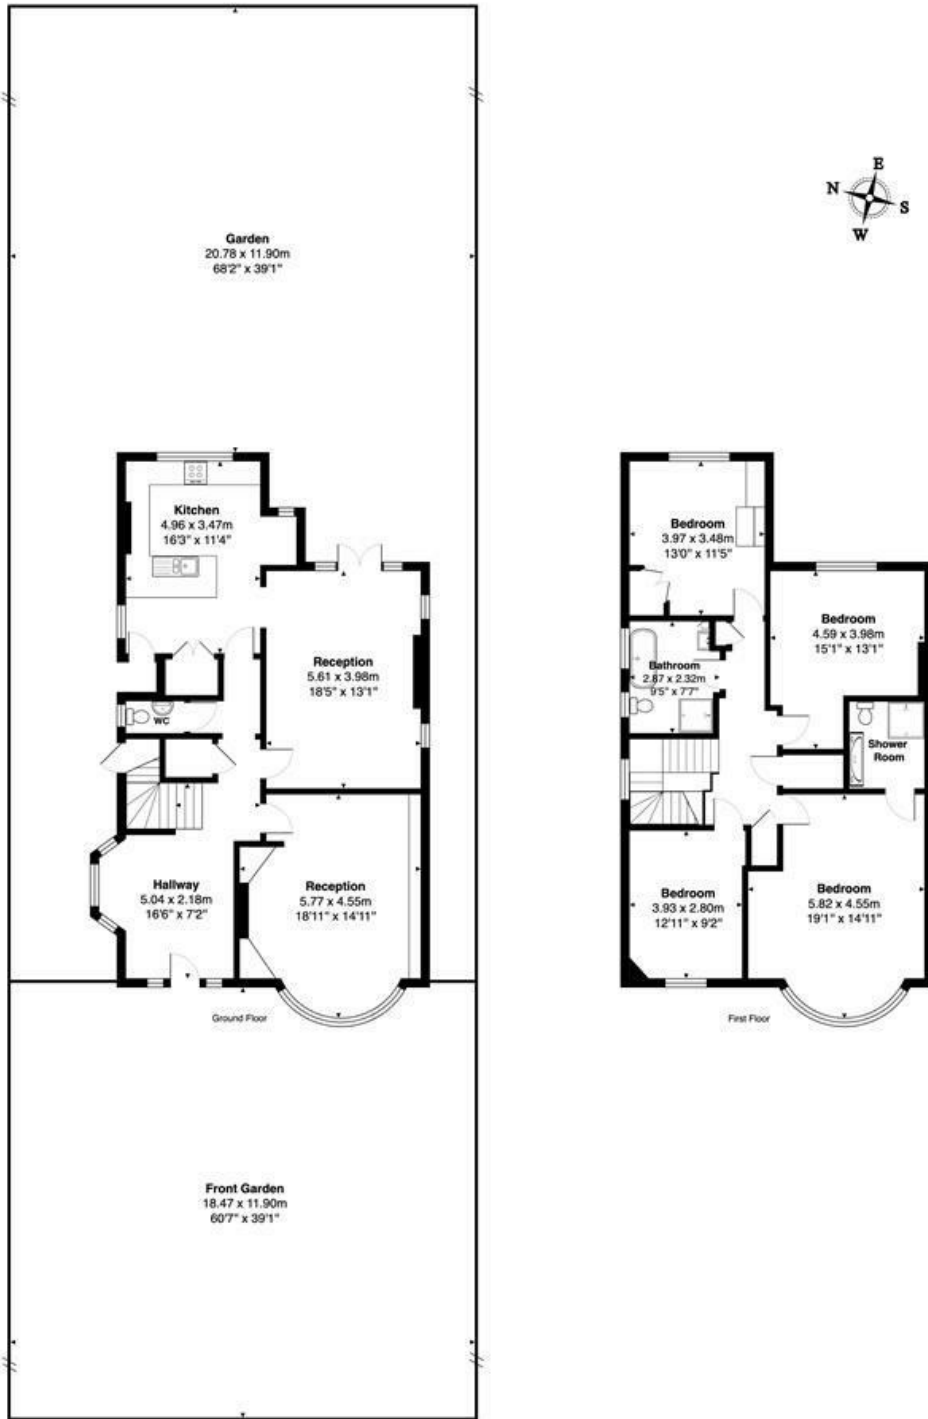 E
N
S
W
Garden
20.78 x 11.90m
68'2" x 39'1"
Kitchen
4.96 x 3.47m
16'3" x 11'4"
Reception
5.61 x 3.98m
18'5" x 13'1"
WC
Hallway
5.04 x 2.18m
16'6" x 7'2"
Reception
5.77 x 4.55m
18'11" x 14'11"
Ground Floor
Front Garden
18.47 x 11.90m
60'7" x 39'1"
Bedroom
3.97 x 3.48m
13'0" x 11'5"
Bedroom
4.59 x 3.98m
15'1" x 13'1"
Bathroom
2.87 x 2.32m
9'5" x 7'7"
Shower
Room
Bedroom
3.93 x 2.80m
12'11" x 9'2"
Bedroom
5.82 x 4.55m
19'1" x 14'11"
First Floor